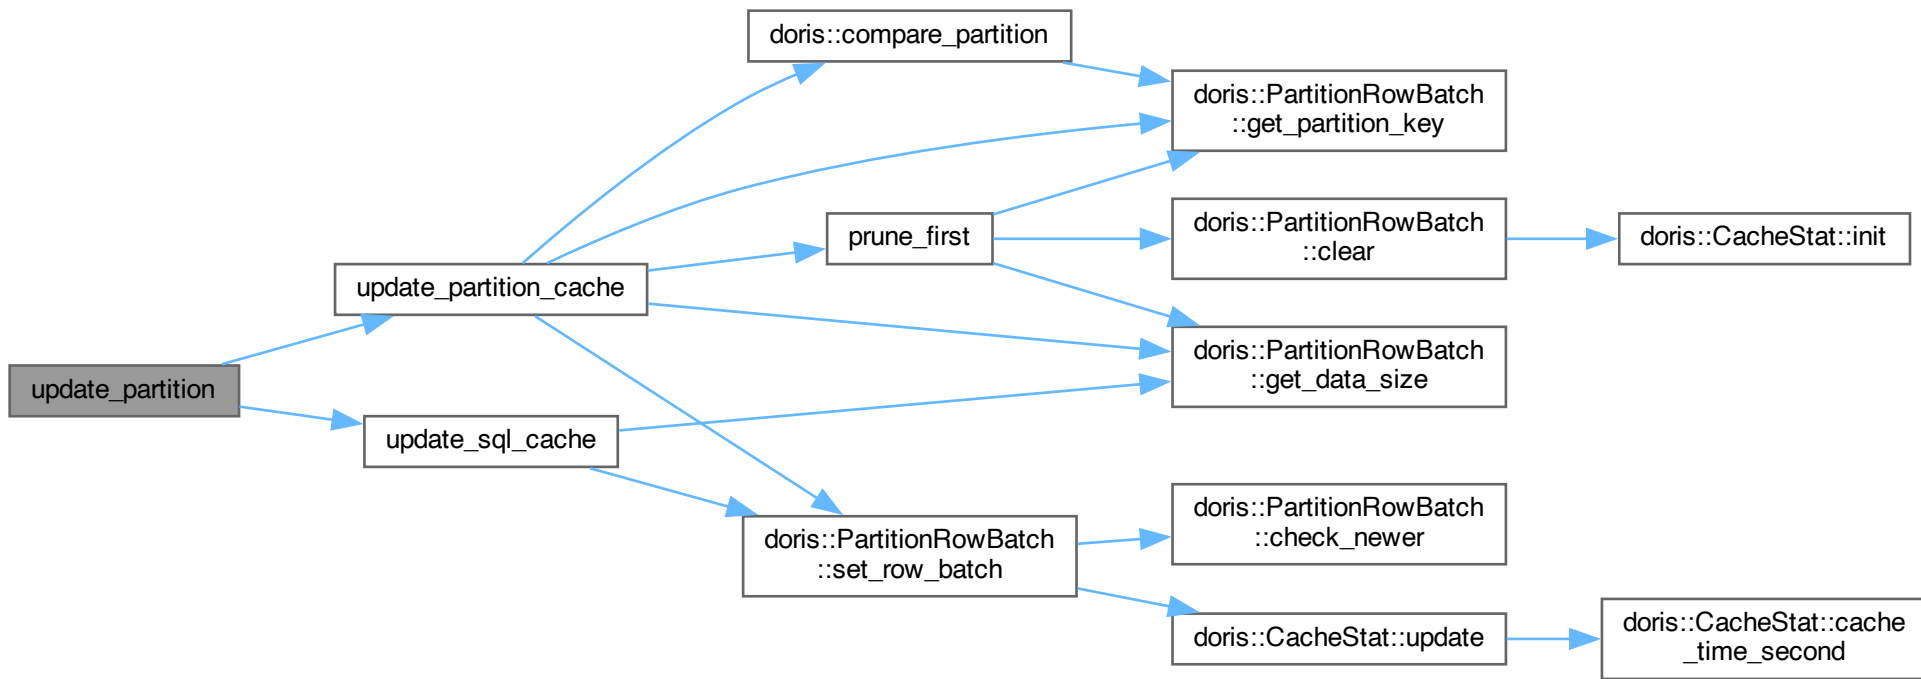 update_partition
update_partition_cache
update_sql_cache
doris::compare_partition
prune_first
doris::PartitionRowBatch
::set_row_batch
doris::PartitionRowBatch
::get_partition_key
doris::PartitionRowBatch
::clear
doris::PartitionRowBatch
::get_data_size
doris::PartitionRowBatch
::check_newer
doris::CacheStat::update
doris::CacheStat::init
doris::CacheStat::cache
_time_second